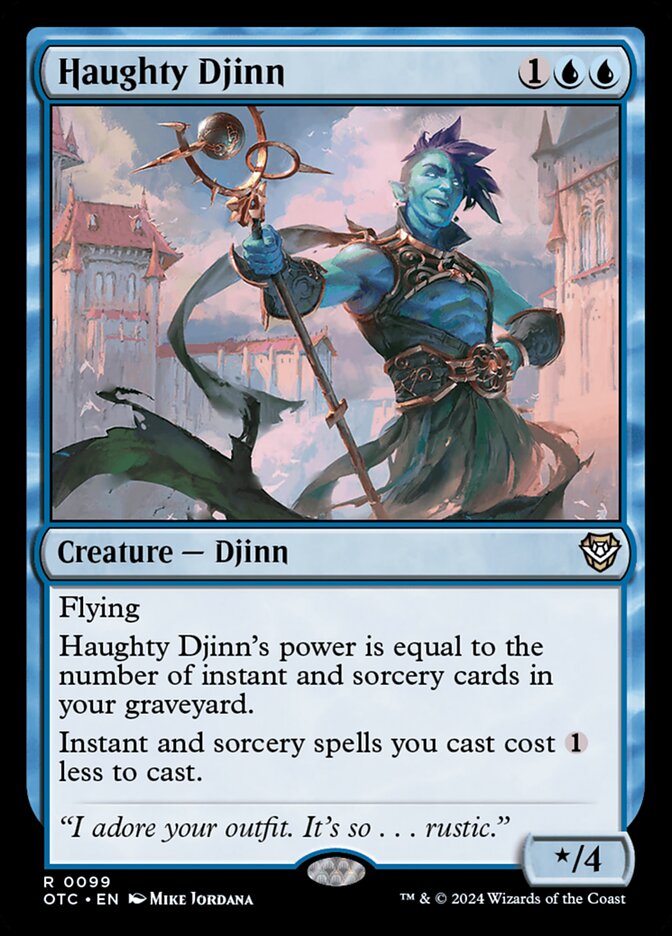 Haughty Djinn 1
Creature — Djinn
Flying
Haughty Djinn's power is equal to the
number of instant and sorcery cards in
your graveyard.
Instant and sorcery spells you cast cost 1
less to cast.
“I adore your outfit. It's so . . . rustic.”
★/4
R 0099
OTC • EN Mike Jordana
™ & © 2024 Wizards of the Coast